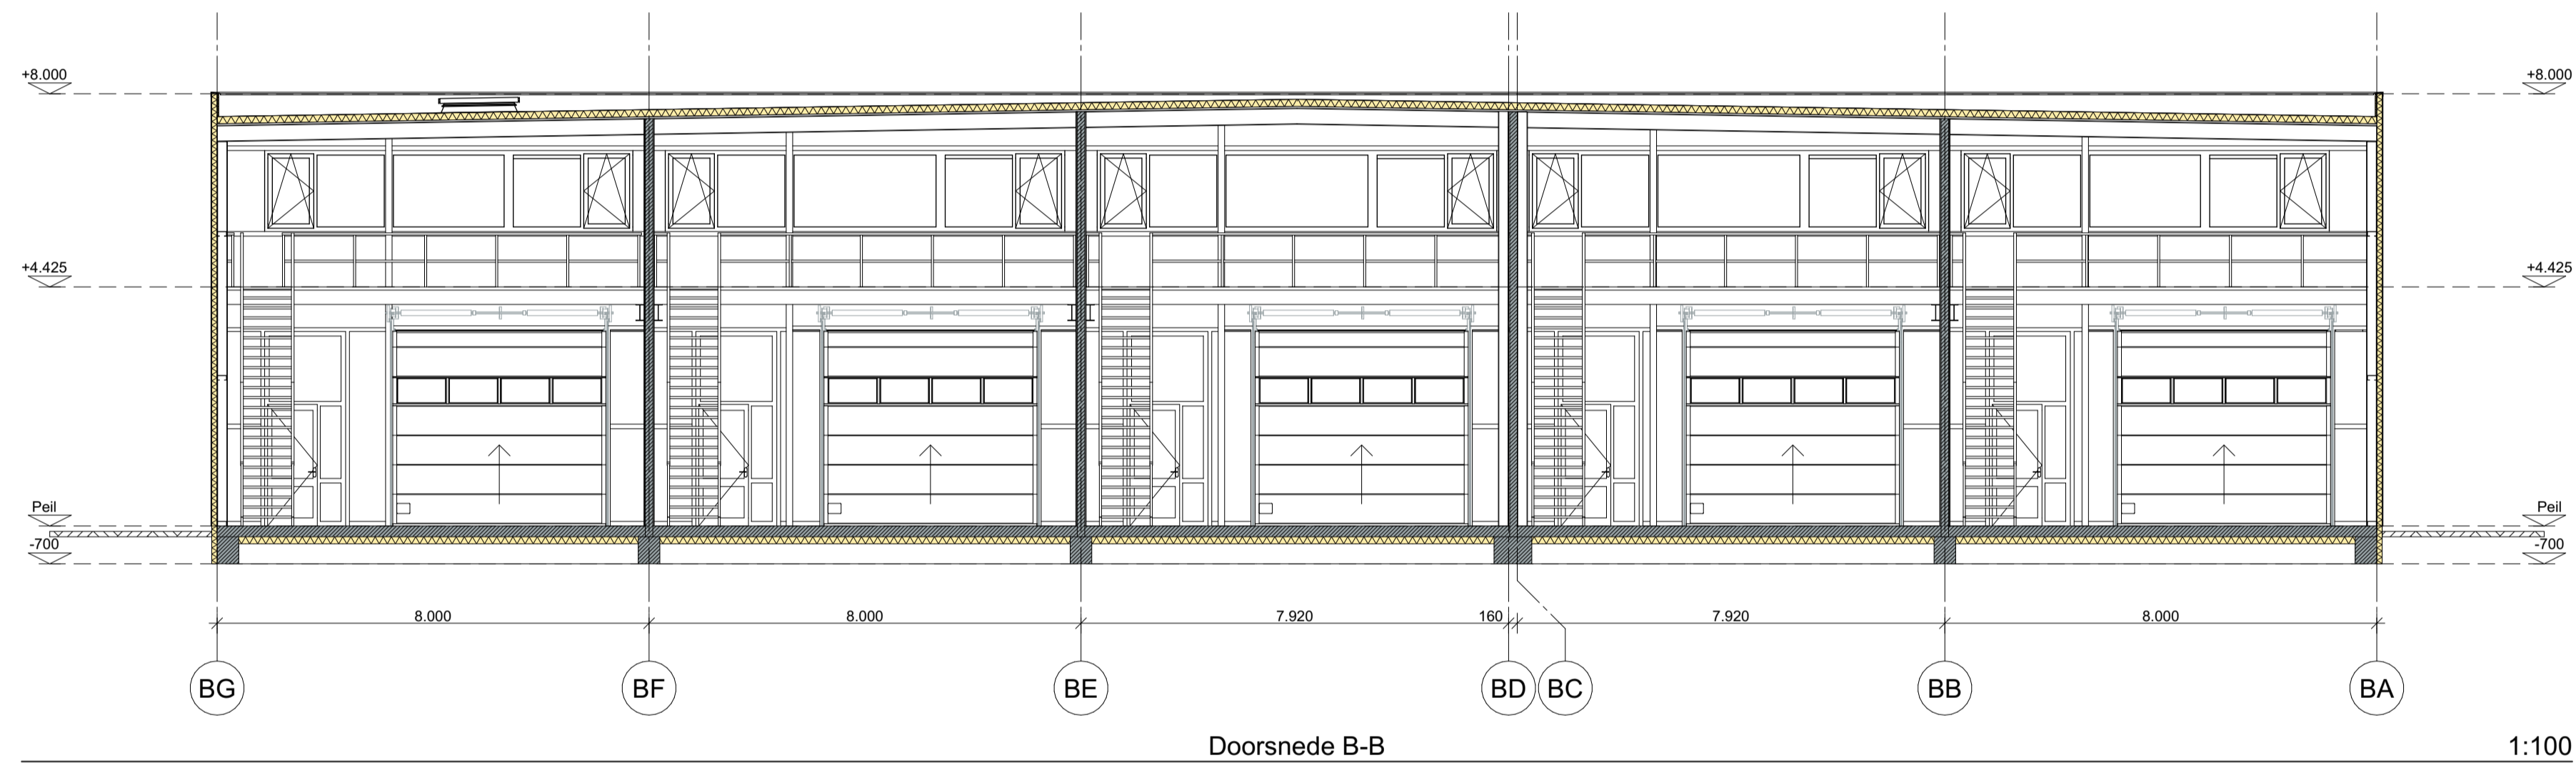 +8.000 +8.000
+4.425 +4.425
Peil Peil
-700 -700
8.000 8.000 7.920 160 7.920 8.000
BG BF BE BD BC BB BA
Doorsnede B-B 1:100